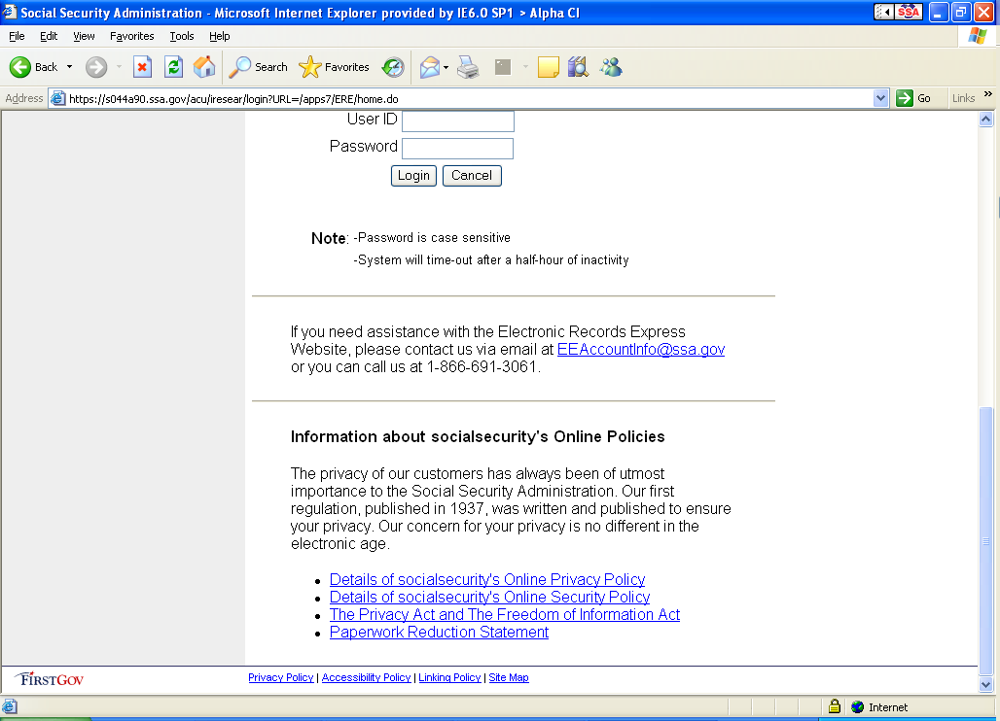 Social Security Administration - Microsoft Internet Explorer provided by IE6.0 SP1 > Alpha CI
SSA
File Edit View Favorites Tools Help
Back Search Favorites
Address https://s044a90.ssa.gov/acu/iresear/login?URL=/apps7/ERE/home.do Go Links »
User ID
Password
Login Cancel
Note: -Password is case sensitive
-System will time-out after a half-hour of inactivity
If you need assistance with the Electronic Records Express
Website, please contact us via email at EEAccountInfo@ssa.gov
or you can call us at 1-866-691-3061.
Information about socialsecurity's Online Policies
The privacy of our customers has always been of utmost
importance to the Social Security Administration. Our first
regulation, published in 1937, was written and published to ensure
your privacy. Our concern for your privacy is no different in the
electronic age.
• Details of socialsecurity's Online Privacy Policy
• Details of socialsecurity's Online Security Policy
• The Privacy Act and The Freedom of Information Act
• Paperwork Reduction Statement
FIRSTGOV Privacy Policy | Accessibility Policy | Linking Policy | Site Map
Internet